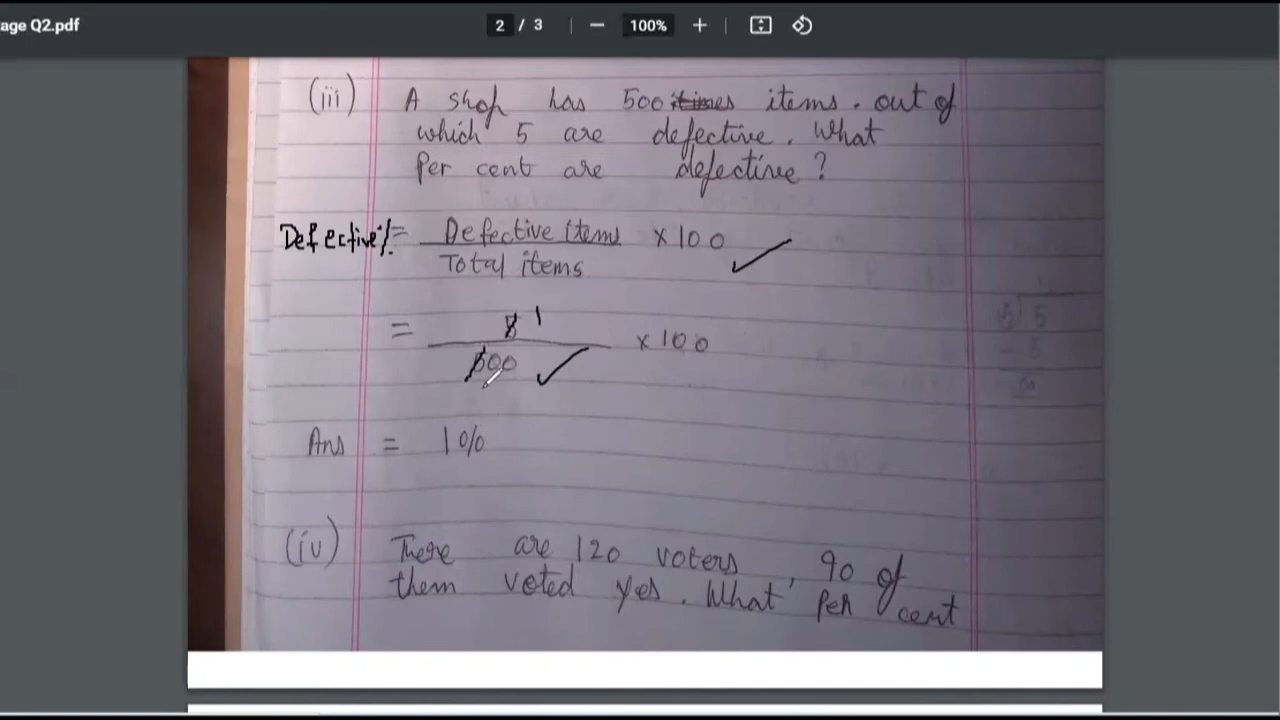 age Q2.pdf
2 / 3
100%
(iii) A shop has 500 items. out of
which 5 are defective. What
Per cent are defective?
Defective% = Defective items × 100
Total items
= 5 1 × 100
500
Ans = 1%
(iv) There are 120 voters, 90 of
them voted yes. What per cent